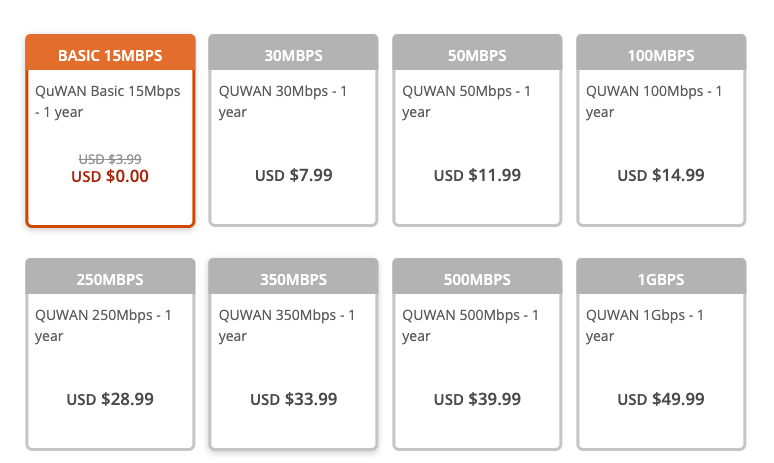 BASIC 15MBPS
QuWAN Basic 15Mbps
- 1 year
USD $3.99
USD $0.00
30MBPS
QUWAN 30Mbps - 1
year
USD $7.99
50MBPS
QUWAN 50Mbps - 1
year
USD $11.99
100MBPS
QUWAN 100Mbps - 1
year
USD $14.99
250MBPS
QUWAN 250Mbps - 1
year
USD $28.99
350MBPS
QUWAN 350Mbps - 1
year
USD $33.99
500MBPS
QUWAN 500Mbps - 1
year
USD $39.99
1GBPS
QUWAN 1Gbps - 1
year
USD $49.99